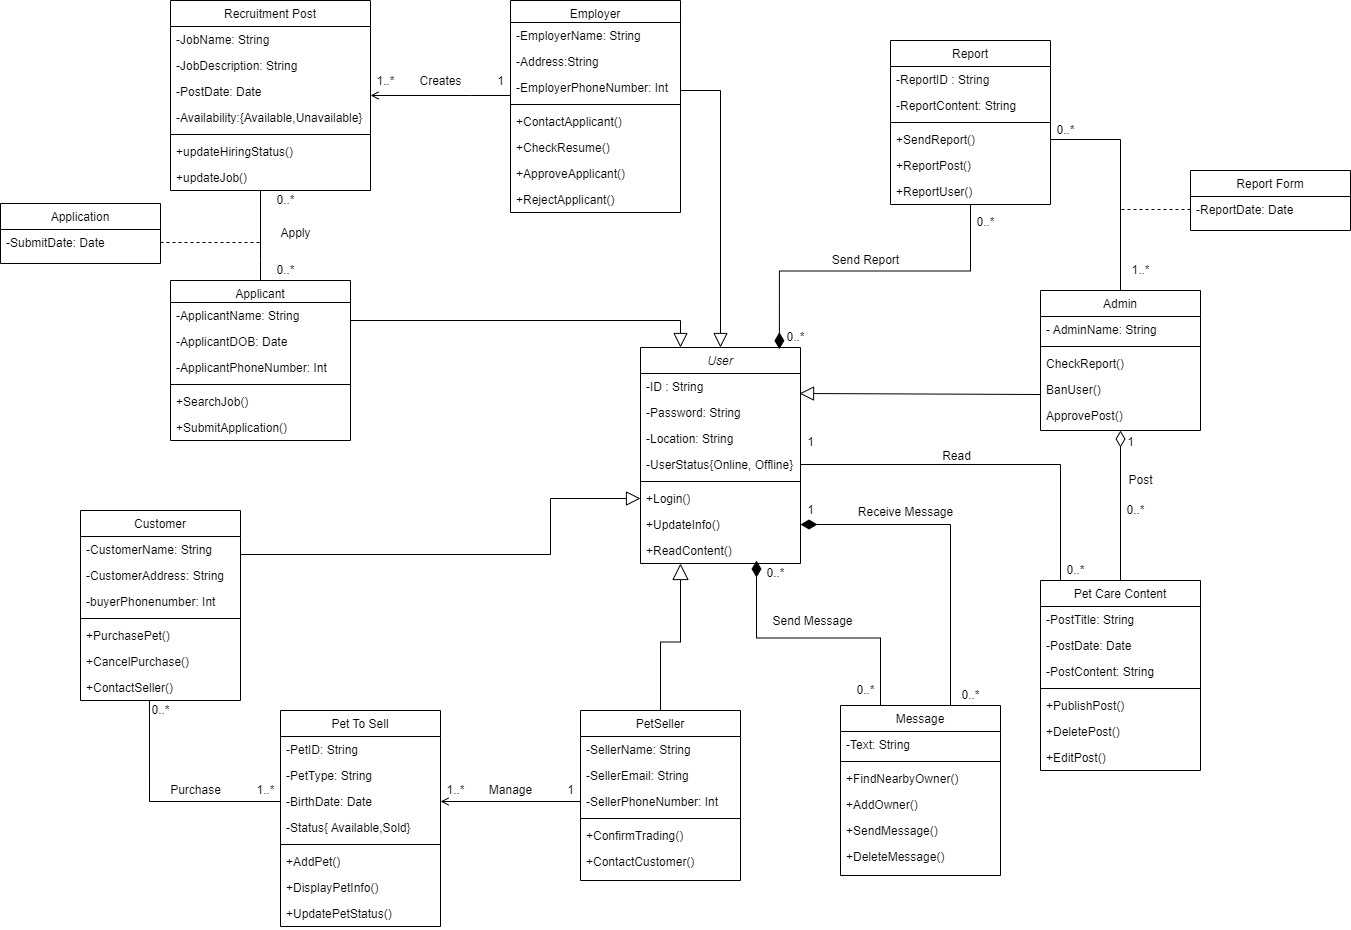 Recruitment Post
-JobName: String
-JobDescription: String
-PostDate: Date
-Availability:{Available,Unavailable}
+updateHiringStatus()
+updateJob()
1..*
Creates
1
Employer
-EmployerName: String
-Address:String
-EmployerPhoneNumber: Int
+ContactApplicant()
+CheckResume()
+ApproveApplicant()
+RejectApplicant()
Report
-ReportID : String
-ReportContent: String
+SendReport()
+ReportPost()
+ReportUser()
0..*
0..*
Report Form
-ReportDate: Date
Application
-SubmitDate: Date
0..*
Apply
0..*
Send Report
0..*
1..*
Applicant
-ApplicantName: String
-ApplicantDOB: Date
-ApplicantPhoneNumber: Int
+SearchJob()
+SubmitApplication()
User
-ID : String
-Password: String
-Location: String
-UserStatus{Online, Offline}
+Login()
+UpdateInfo()
+ReadContent()
Admin
- AdminName: String
CheckReport()
BanUser()
ApprovePost()
1
Read
0..*
1
Post
0..*
1
Receive Message
0..*
0..*
Send Message
0..*
Customer
-CustomerName: String
-CustomerAddress: String
-buyerPhonenumber: Int
+PurchasePet()
+CancelPurchase()
+ContactSeller()
0..*
Purchase
1..*
Pet To Sell
-PetID: String
-PetType: String
-BirthDate: Date
-Status{ Available,Sold}
+AddPet()
+DisplayPetInfo()
+UpdatePetStatus()
1..*
Manage
1
PetSeller
-SellerName: String
-SellerEmail: String
-SellerPhoneNumber: Int
+ConfirmTrading()
+ContactCustomer()
Message
-Text: String
+FindNearbyOwner()
+AddOwner()
+SendMessage()
+DeleteMessage()
Pet Care Content
-PostTitle: String
-PostDate: Date
-PostContent: String
+PublishPost()
+DeletePost()
+EditPost()